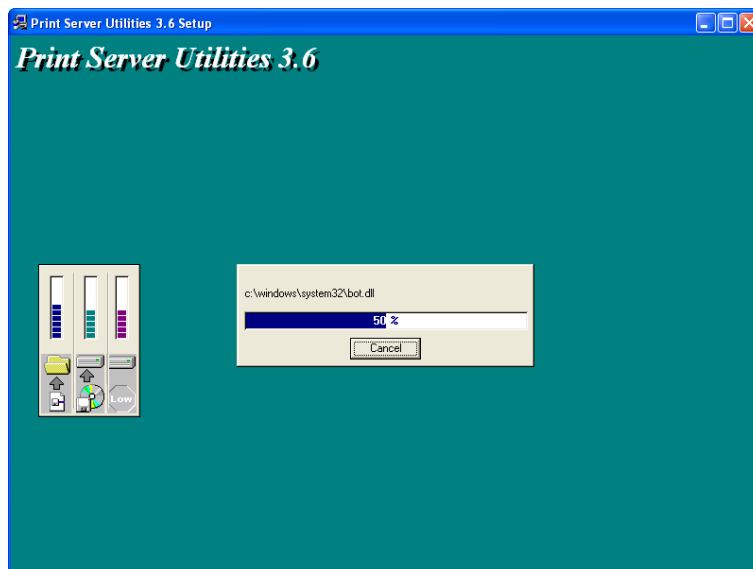 Print Server Utilities 3.6 Setup
Print Server Utilities 3.6
c:\windows\system32\bot.dll
50 %
Cancel
Low